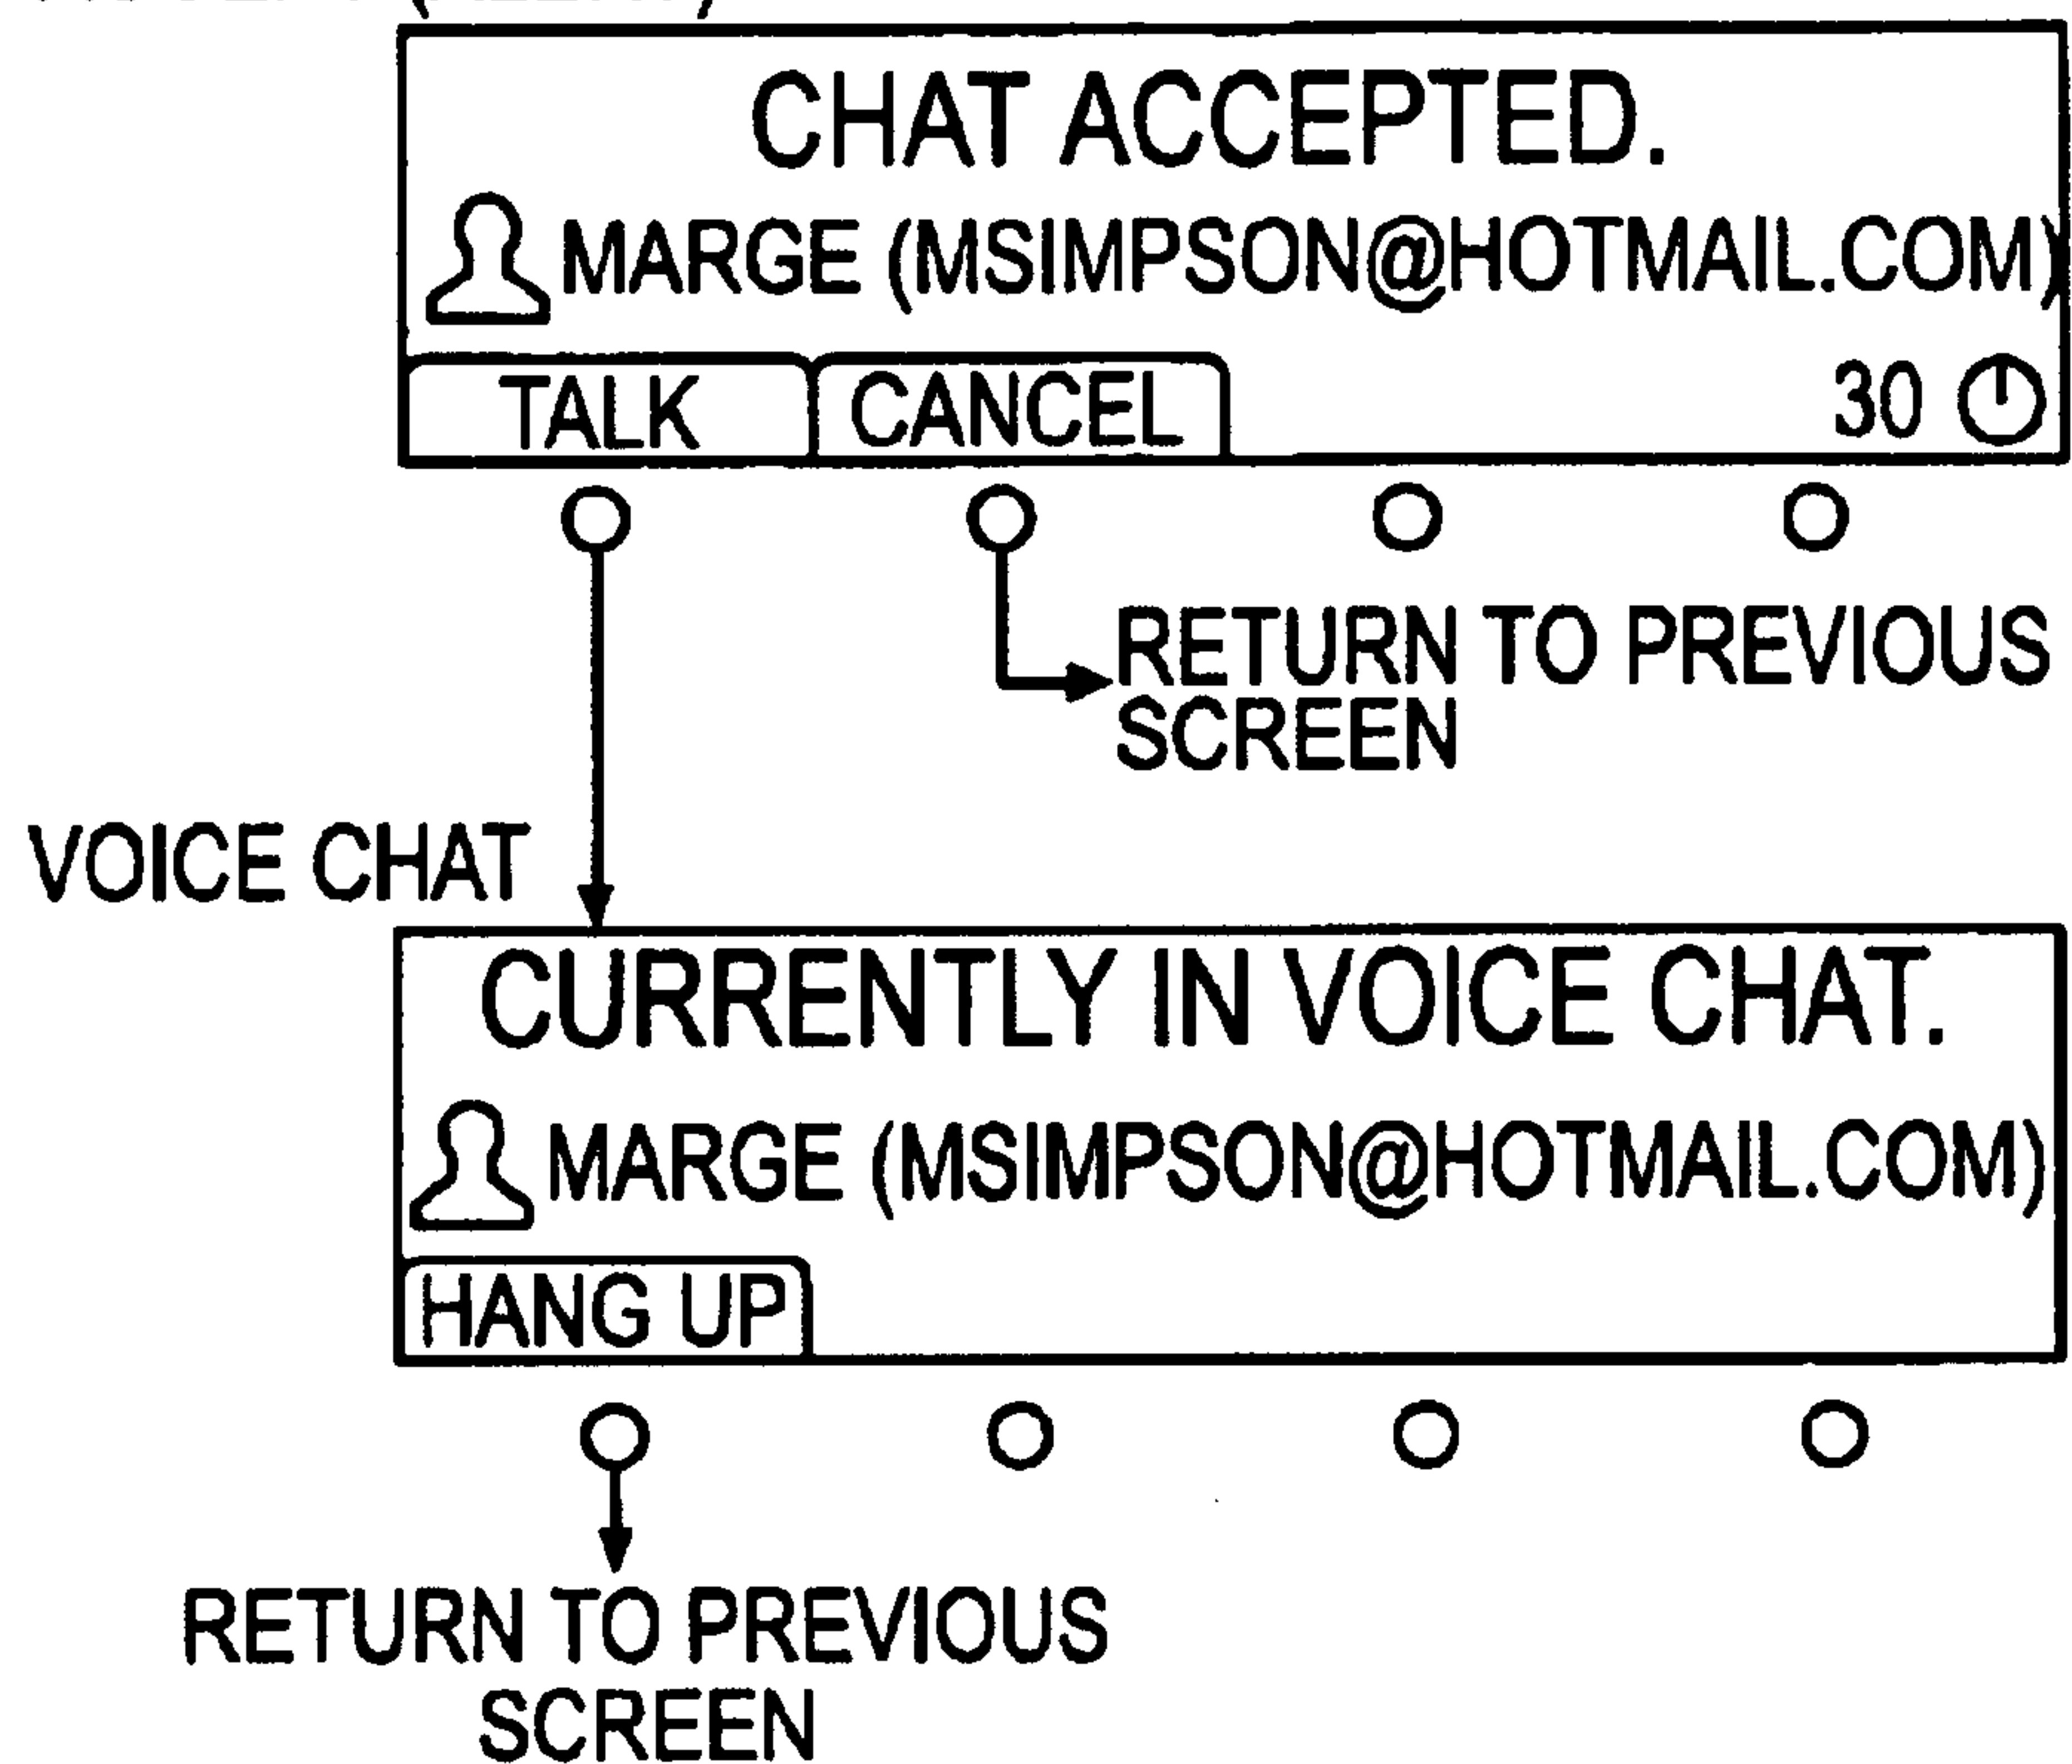 CHAT ACCEPTED.
MARGE (MSIMPSON@HOTMAIL.COM)
TALK CANCEL 30
RETURN TO PREVIOUS
SCREEN
VOICE CHAT
CURRENTLY IN VOICE CHAT.
MARGE (MSIMPSON@HOTMAIL.COM)
HANG UP
RETURN TO PREVIOUS
SCREEN